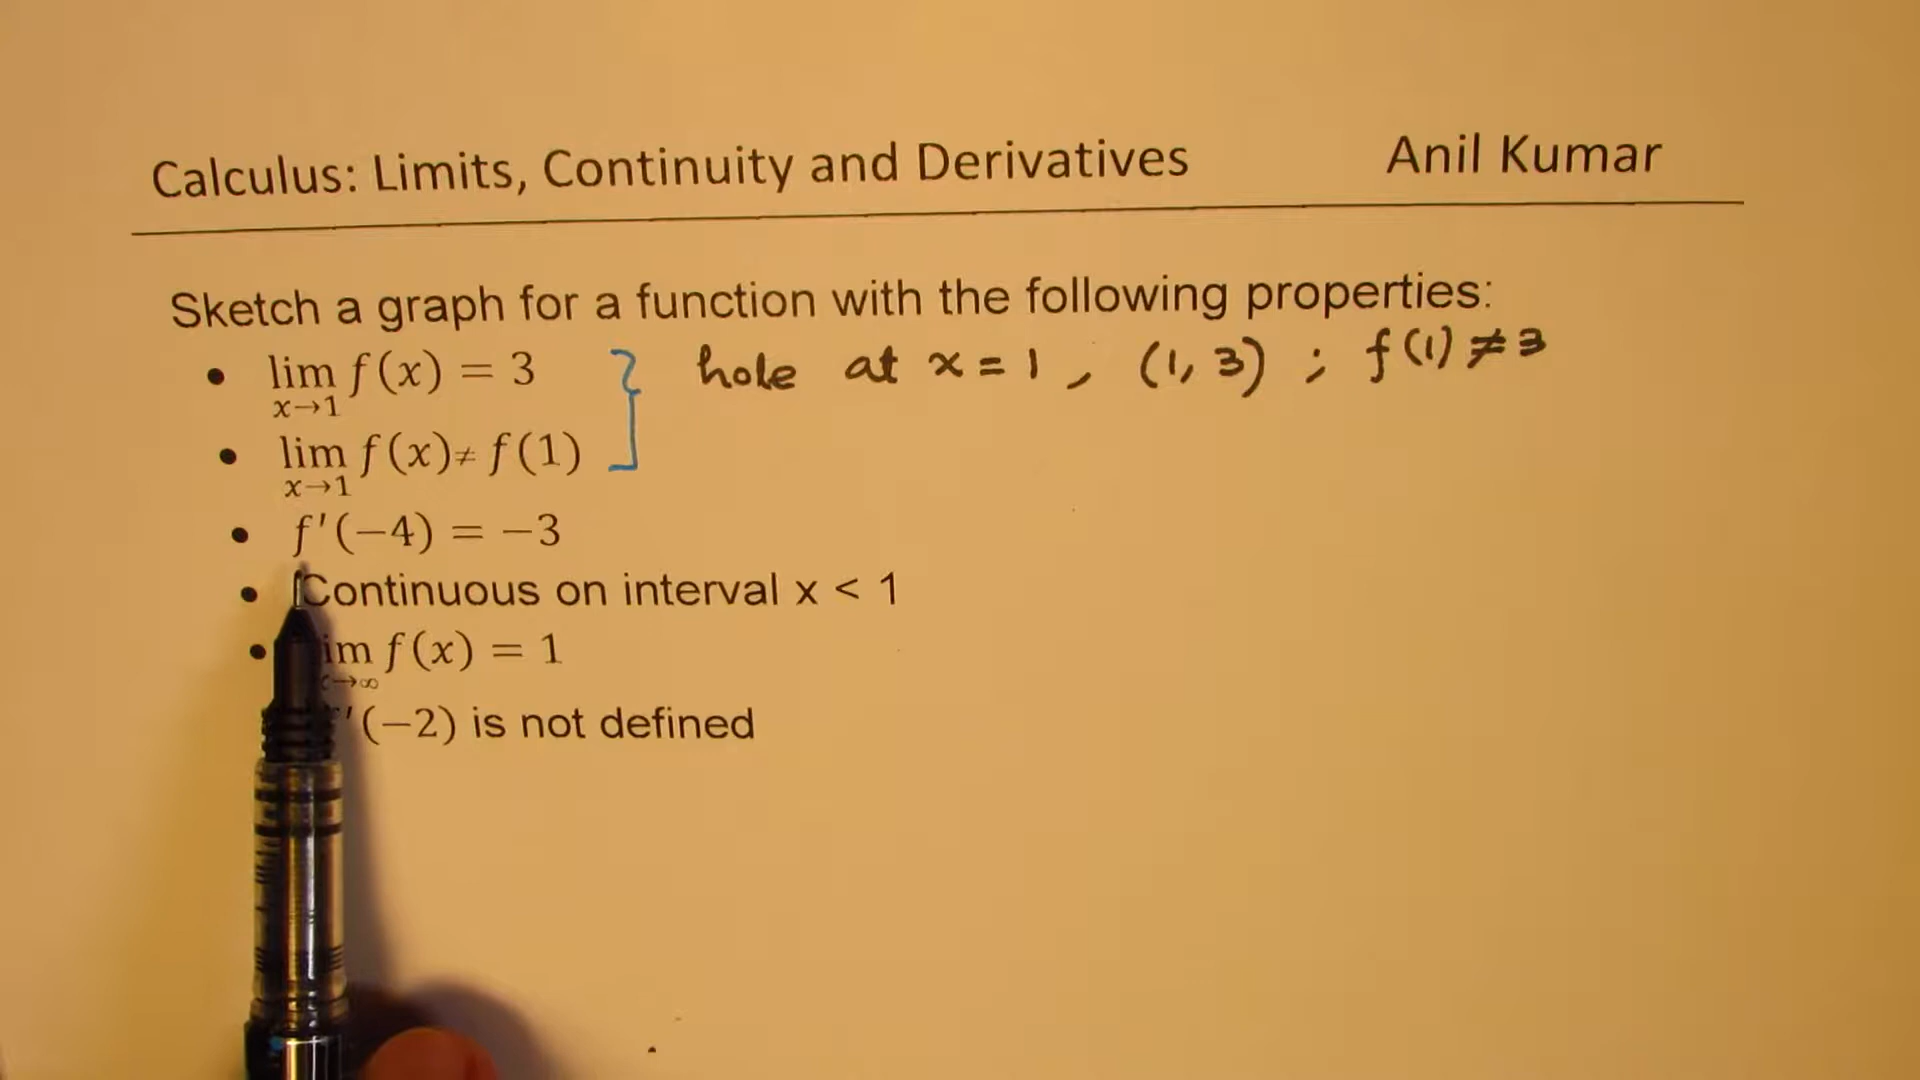 Calculus: Limits, Continuity and Derivatives Anil Kumar
Sketch a graph for a function with the following properties:
• lim f(x) = 3 hole at x = 1 , (1, 3) ; f(1) ≠ 3
x→1
• lim f(x) ≠ f(1)
x→1
• f'(−4) = −3
• Continuous on interval x < 1
• im f(x) = 1
→∞
'(−2) is not defined